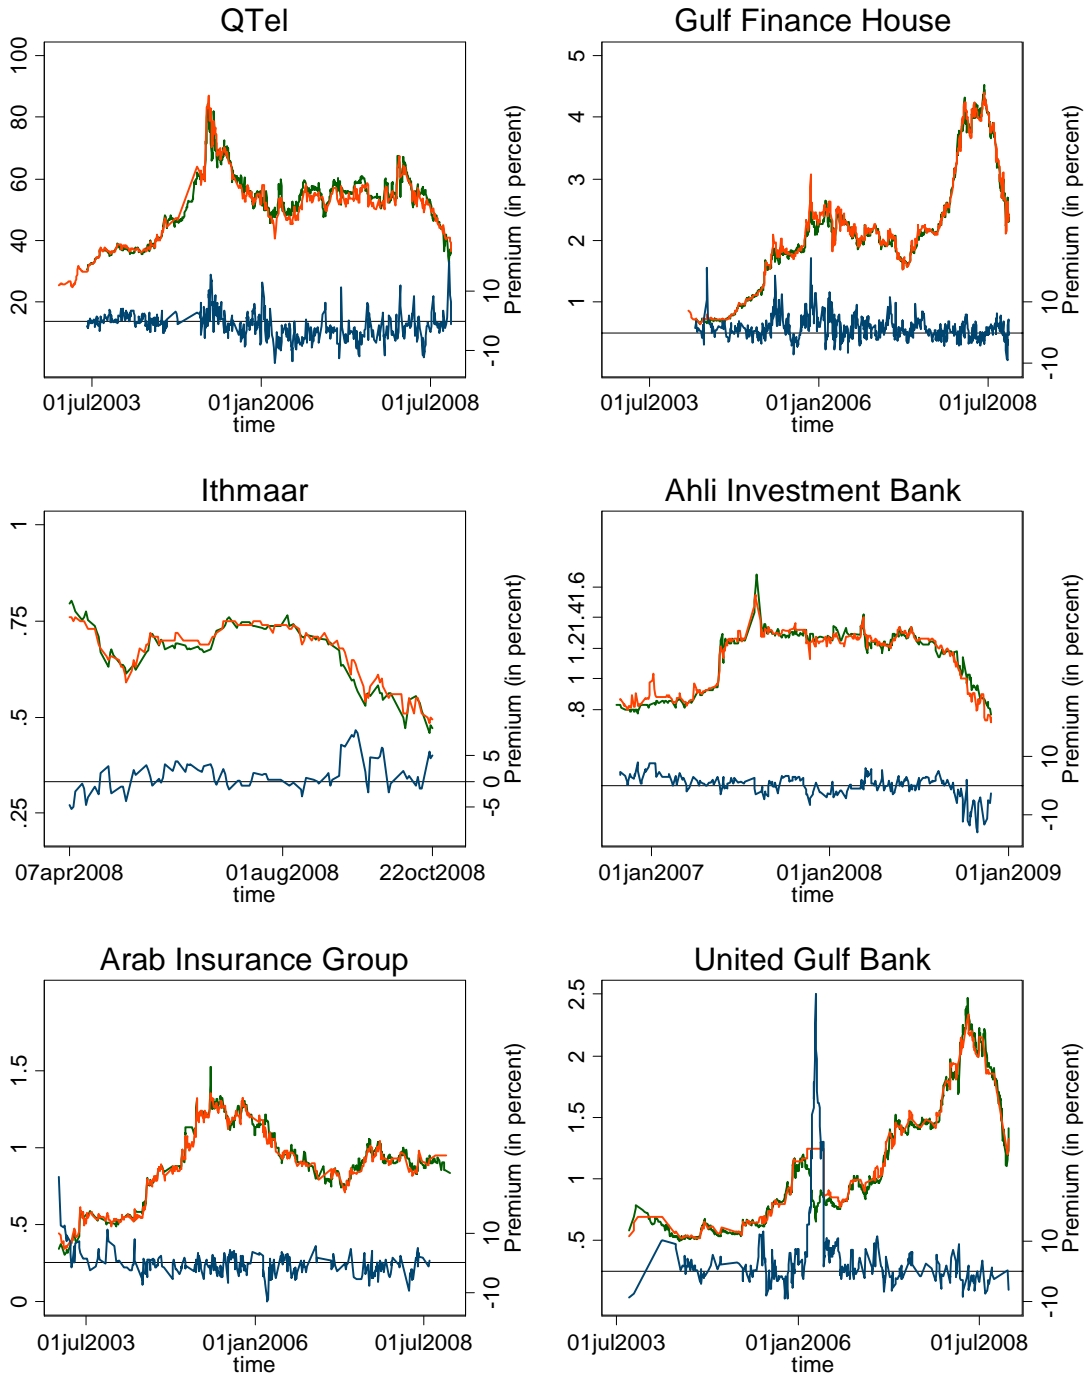 QTel
100
80
60
40
20
10
-10
Premium (in percent)
01jul2003
01jan2006
01jul2008
time
Gulf Finance House
5
4
3
2
1
10
-10
Premium (in percent)
01jul2003
01jan2006
01jul2008
time
Ithmaar
1
.75
.5
.25
5
0
-5
Premium (in percent)
07apr2008
01aug2008
22oct2008
time
Ahli Investment Bank
1.6
1.4
1.2
1
.8
10
-10
Premium (in percent)
01jan2007
01jan2008
01jan2009
time
Arab Insurance Group
1.5
1
.5
0
10
-10
Premium (in percent)
01jul2003
01jan2006
01jul2008
time
United Gulf Bank
2.5
2
1.5
1
.5
10
-10
Premium (in percent)
01jul2003
01jan2006
01jul2008
time